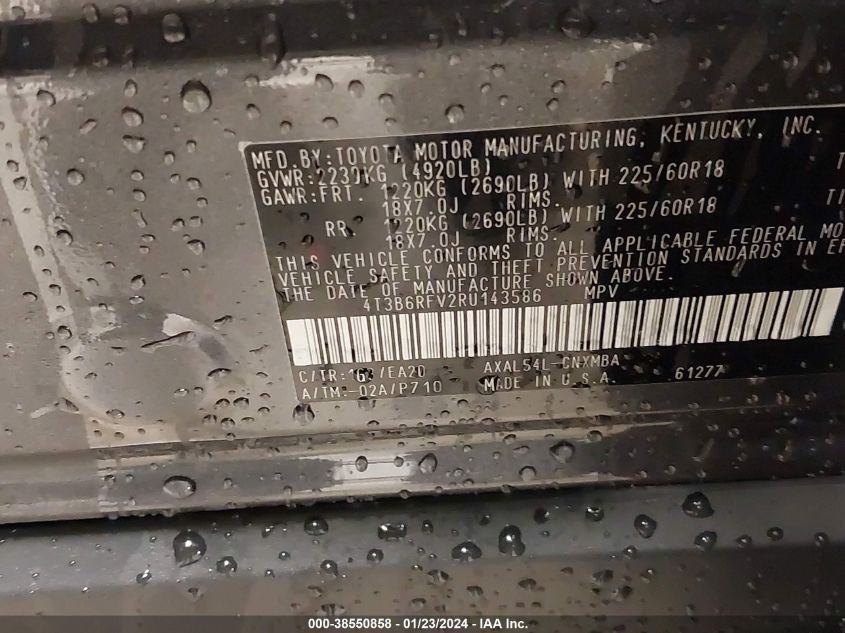 MFD. BY: TOYOTA MOTOR MANUFACTURING, KENTUCKY, INC.
GVWR: 2239KG (4920LB)
GAWR: FRT. 1220KG (2690LB) WITH 225/60R18
18X7.0J RIMS.
RR. 1220KG (2690LB) WITH 225/60R18
18X7.0J RIMS.
THIS VEHICLE CONFORMS TO ALL APPLICABLE FEDERAL MO
VEHICLE SAFETY AND THEFT PREVENTION STANDARDS IN EF
THE DATE OF MANUFACTURE SHOWN ABOVE.
4T3B6RFV2RU143586 MPV
C/TR: /EA20 AXAL54L-CNXMBA
A/TM: -02A/P710 MADE IN U.S.A. 61277
000-38550858 - 01/23/2024 - IAA Inc.